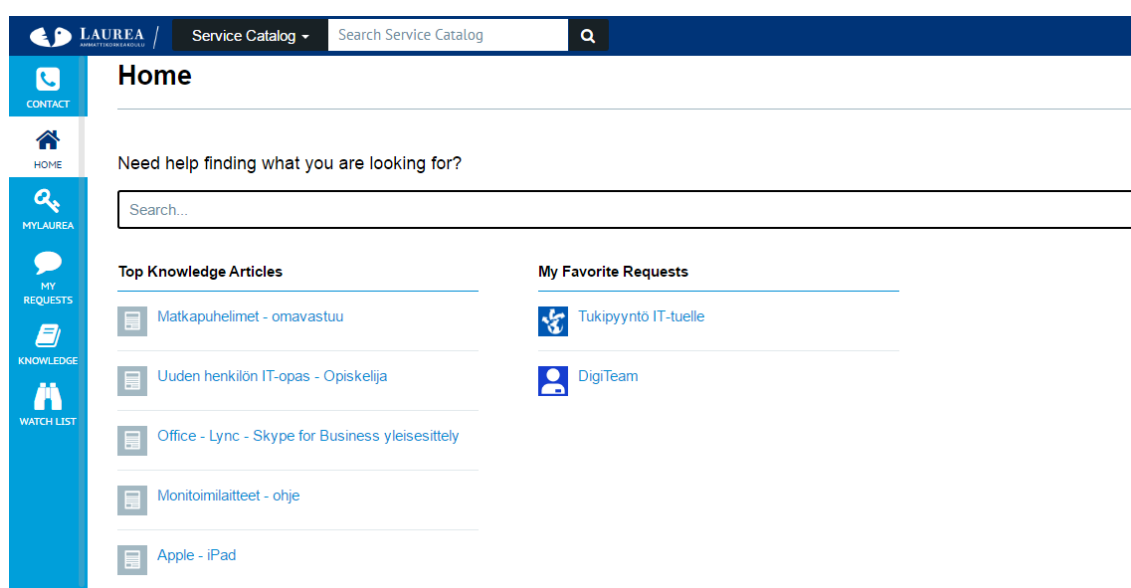 LAUREA
AMMATTIKORKEAKOULU
Service Catalog
Search Service Catalog
CONTACT
HOME
MYLAUREA
MY
REQUESTS
KNOWLEDGE
WATCH LIST
Home
Need help finding what you are looking for?
Search...
Top Knowledge Articles
Matkapuhelimet - omavastuu
Uuden henkilön IT-opas - Opiskelija
Office - Lync - Skype for Business yleisesittely
Monitoimilaitteet - ohje
Apple - iPad
My Favorite Requests
Tukipyyntö IT-tuelle
DigiTeam